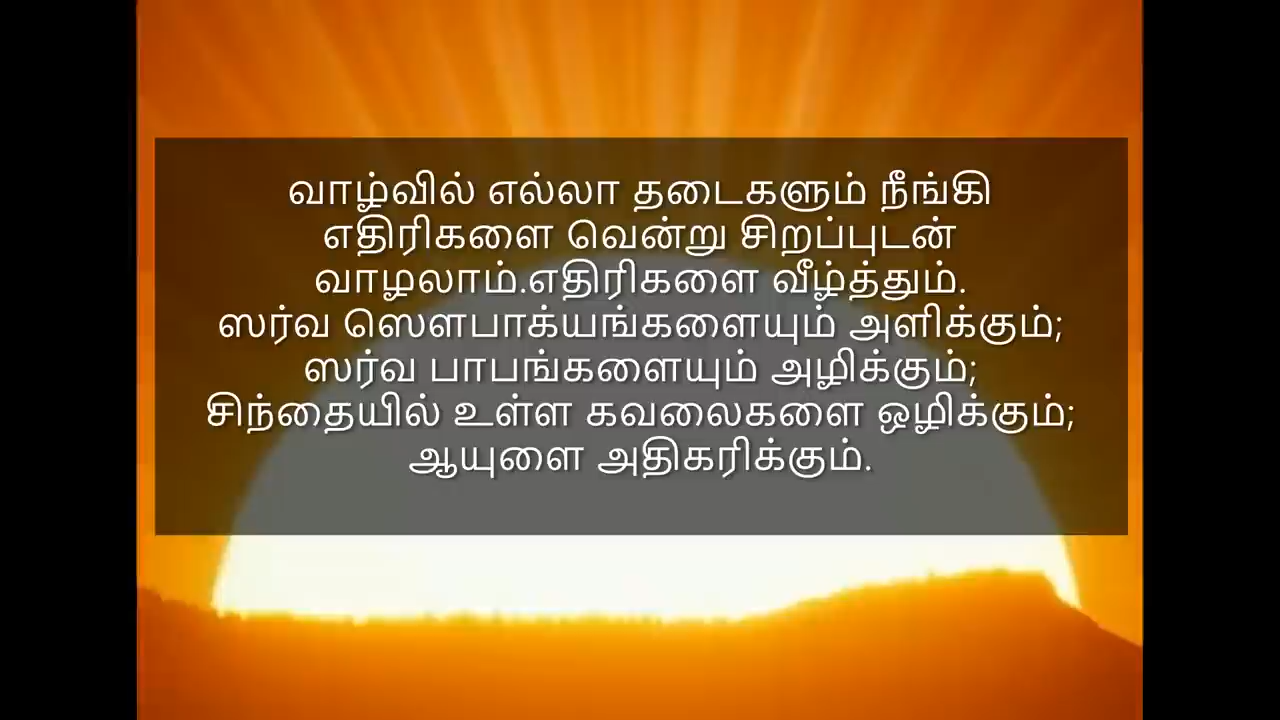 வாழ்வில் எல்லா தடைகளும் நீங்கி
எதிரிகளை வென்று சிறப்புடன்
வாழலாம்.எதிரிகளை வீழ்த்தும்.
ஸர்வ ஸௌபாக்யங்களையும் அளிக்கும்;
ஸர்வ பாபங்களையும் அழிக்கும்;
சிந்தையில் உள்ள கவலைகளை ஒழிக்கும்;
ஆயுளை அதிகரிக்கும்.